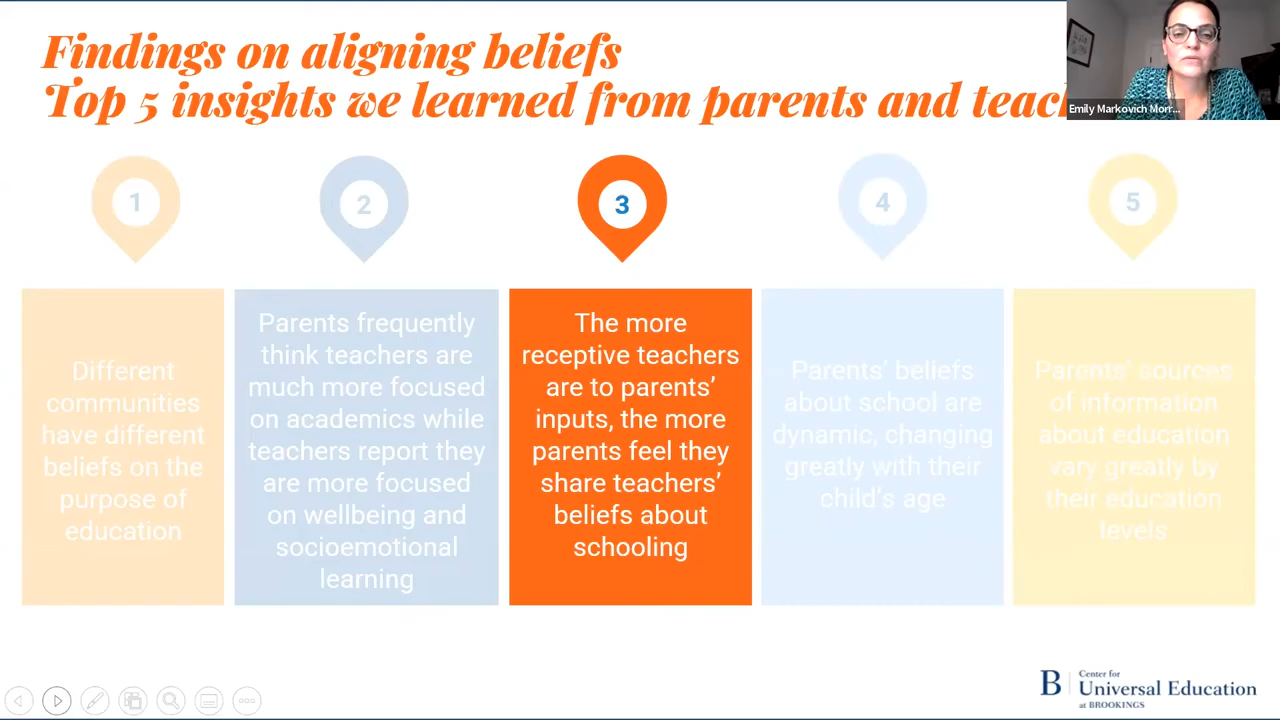 Findings on aligning beliefs
Top 5 insights we learned from parents and teach
Emily Markovich Morr...
1
2
3
4
5
Different
communities
have different
beliefs on the
purpose of
education
Parents frequently
think teachers are
much more focused
on academics while
teachers report they
are more focused
on wellbeing and
socioemotional
learning
The more
receptive teachers
are to parents’
inputs, the more
parents feel they
share teachers’
beliefs about
schooling
Parents’ beliefs
about school are
dynamic, changing
greatly with their
child’s age
Parents’ sources
of information
about education
vary greatly by
their education
levels
B
Center for
Universal Education
at BROOKINGS